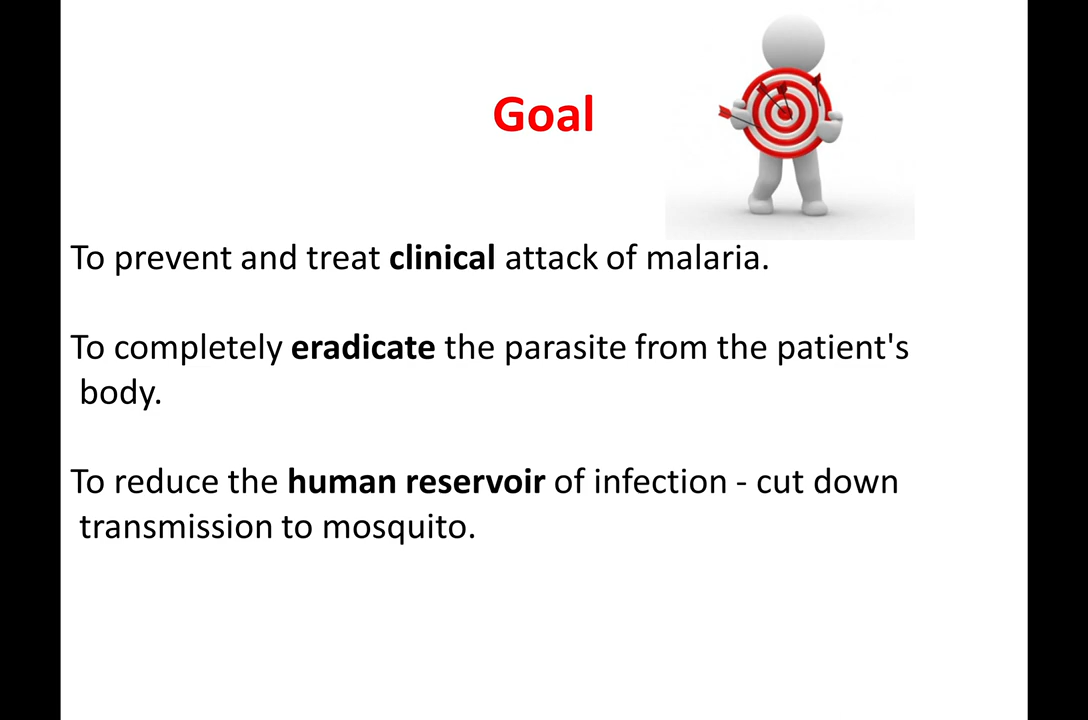 Goal
To prevent and treat clinical attack of malaria.
To completely eradicate the parasite from the patient's
body.
To reduce the human reservoir of infection - cut down
transmission to mosquito.